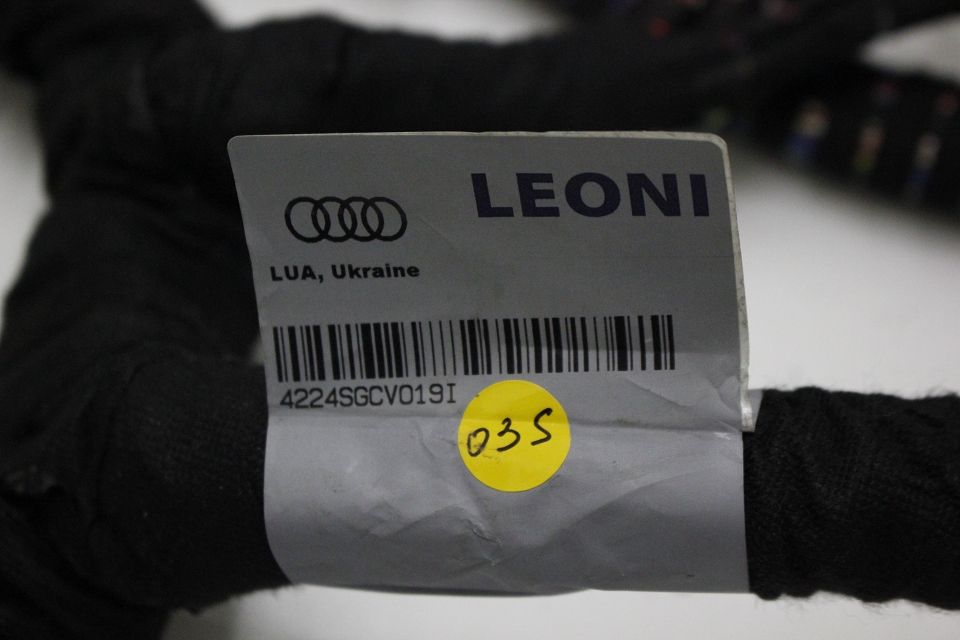 LEONI
LUA, Ukraine
4224SGCV019I
035